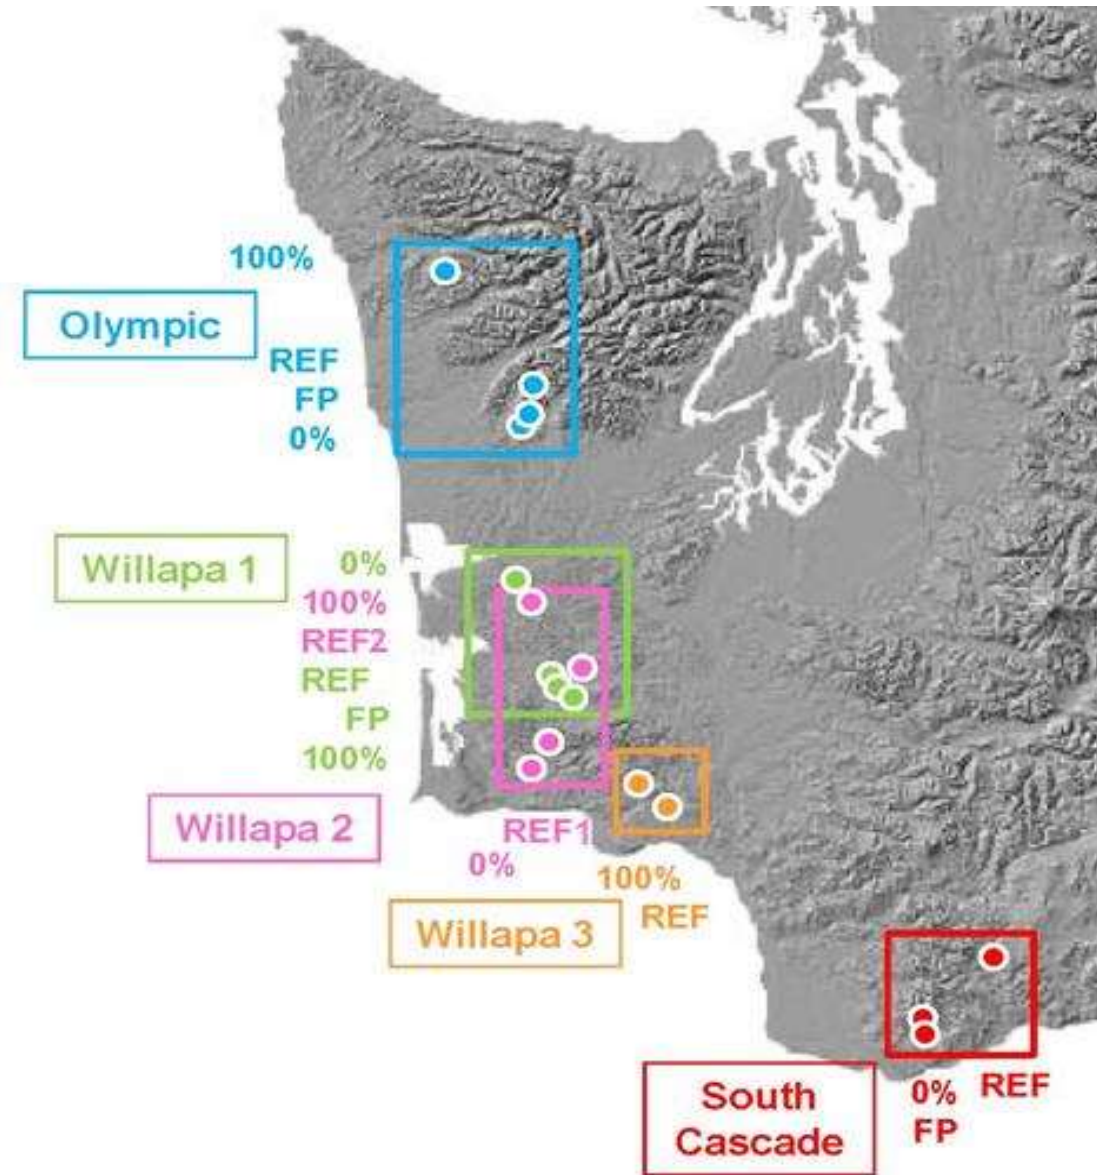 100%
Olympic
REF
FP
0%
Willapa 1
0%
100%
REF2
REF
FP
100%
Willapa 2
REF1
0%
100%
Willapa 3
REF
South
Cascade
0%
REF
FP